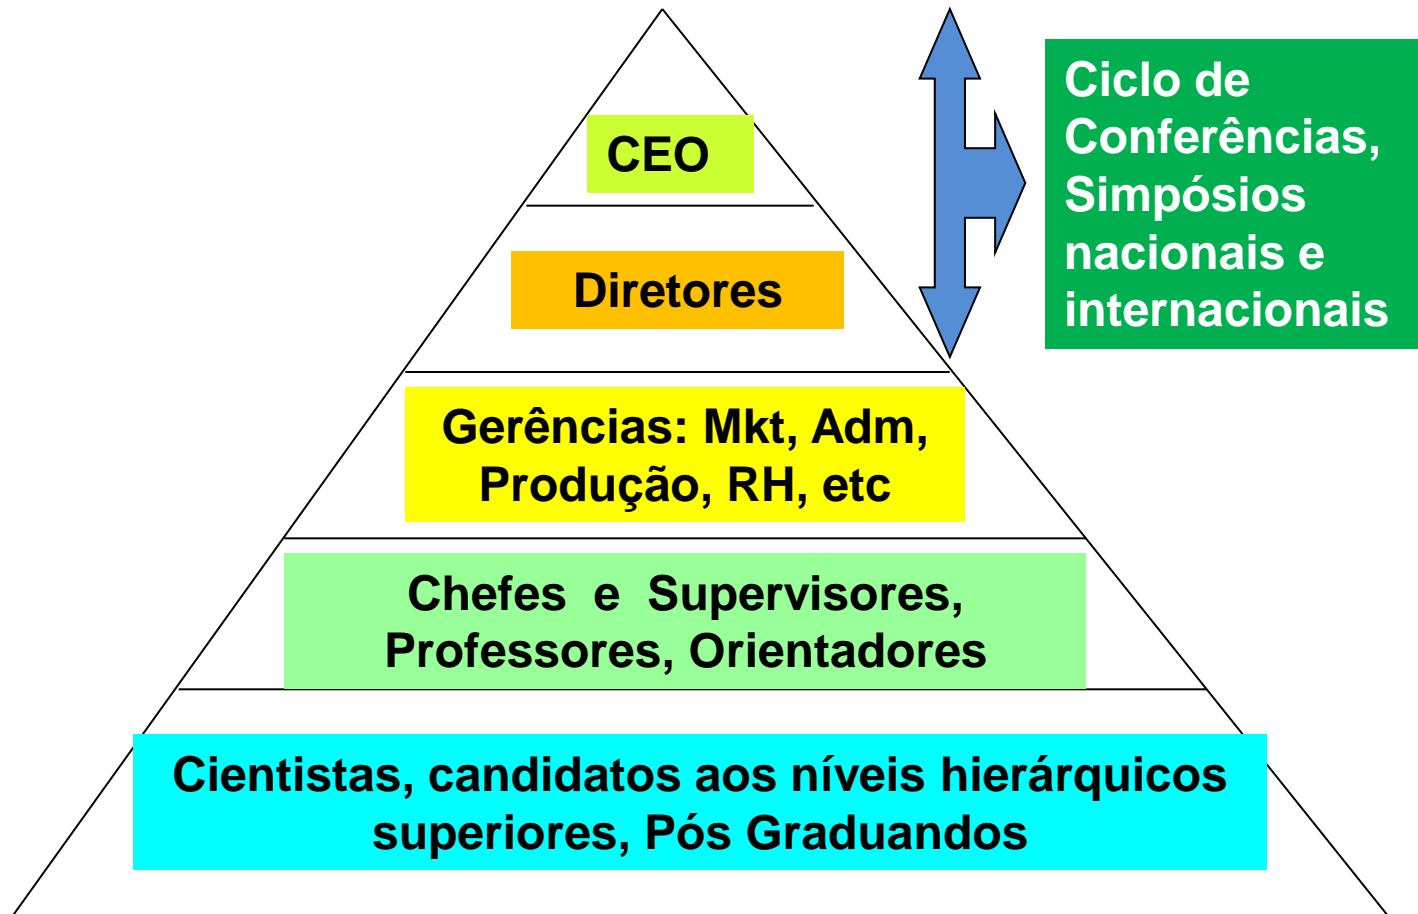 CEO
Diretores
Gerências: Mkt, Adm,
Produção, RH, etc
Chefes e Supervisores,
Professores, Orientadores
Cientistas, candidatos aos níveis hierárquicos
superiores, Pós Graduandos
Ciclo de
Conferências,
Simpósios
nacionais e
internacionais